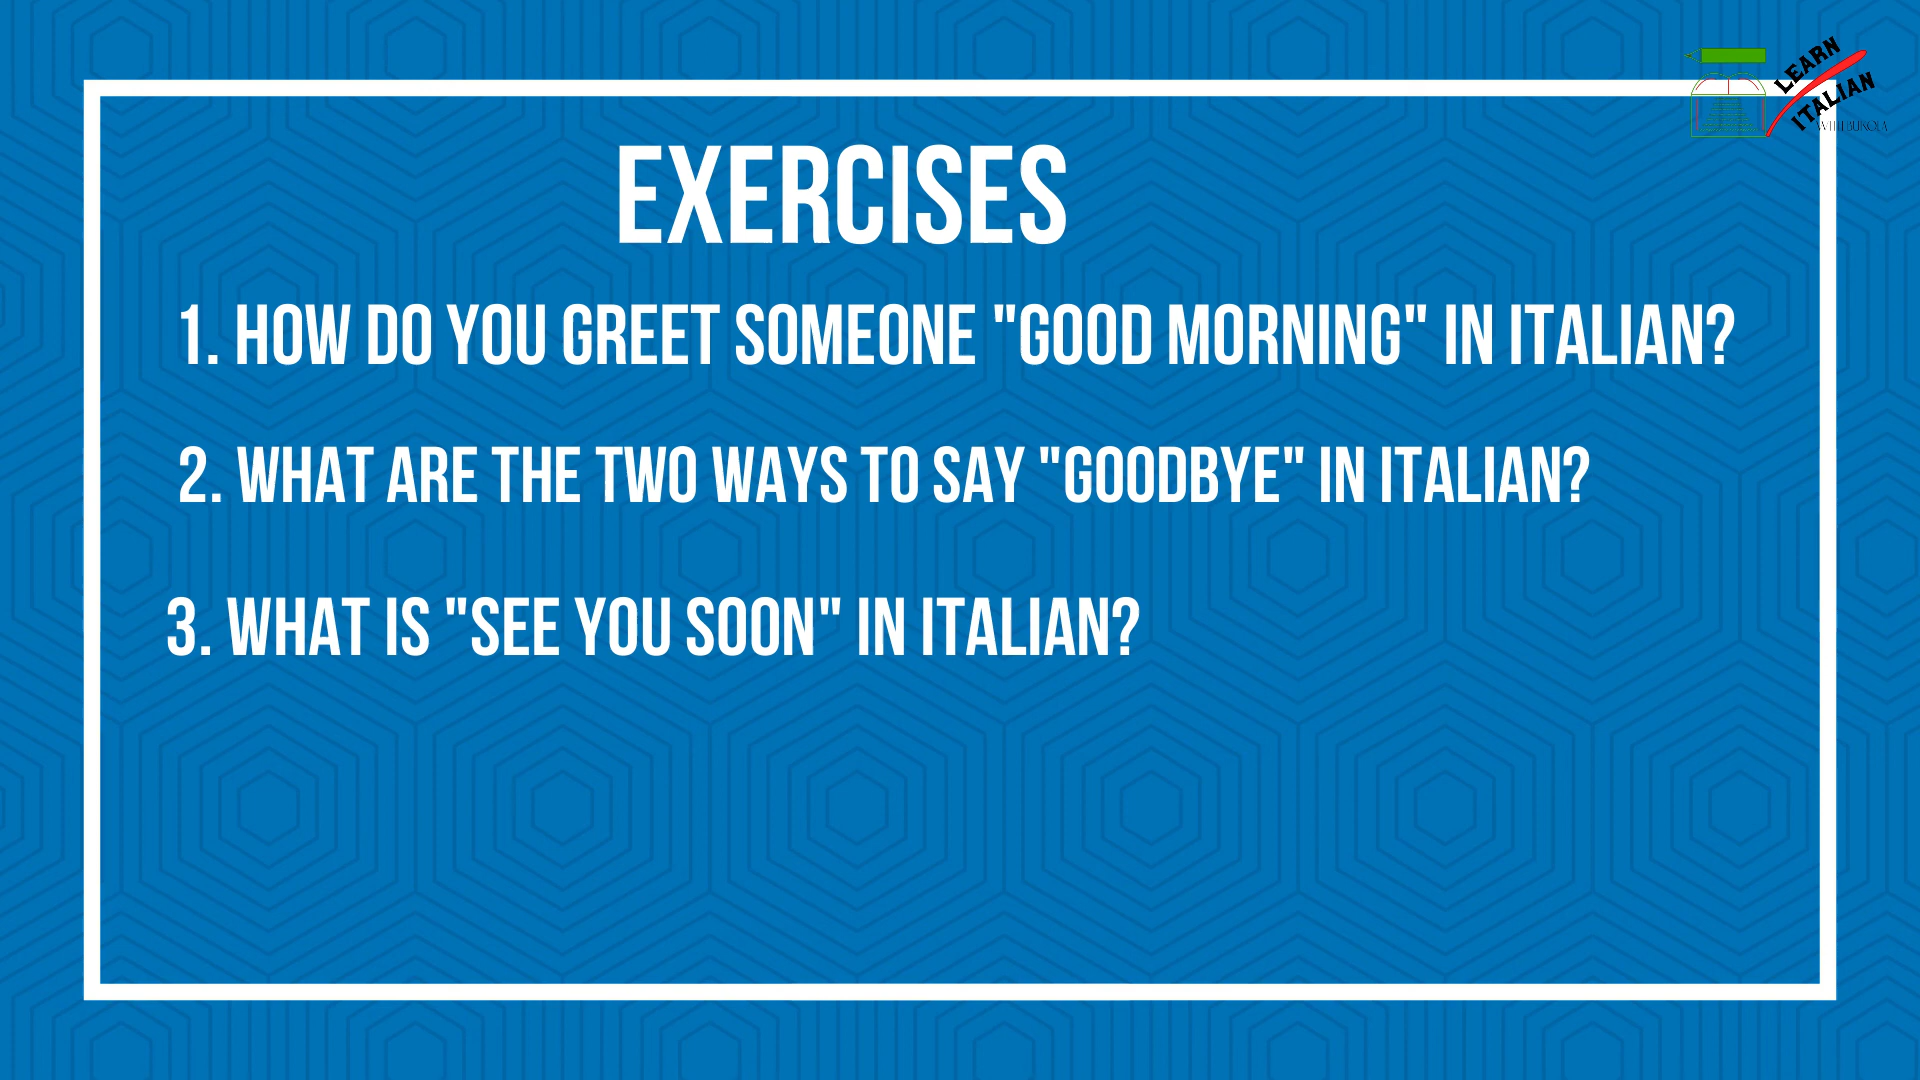 LEARN
ITALIAN
EXERCISES
1. HOW DO YOU GREET SOMEONE "GOOD MORNING" IN ITALIAN?
2. WHAT ARE THE TWO WAYS TO SAY "GOODBYE" IN ITALIAN?
3. WHAT IS "SEE YOU SOON" IN ITALIAN?